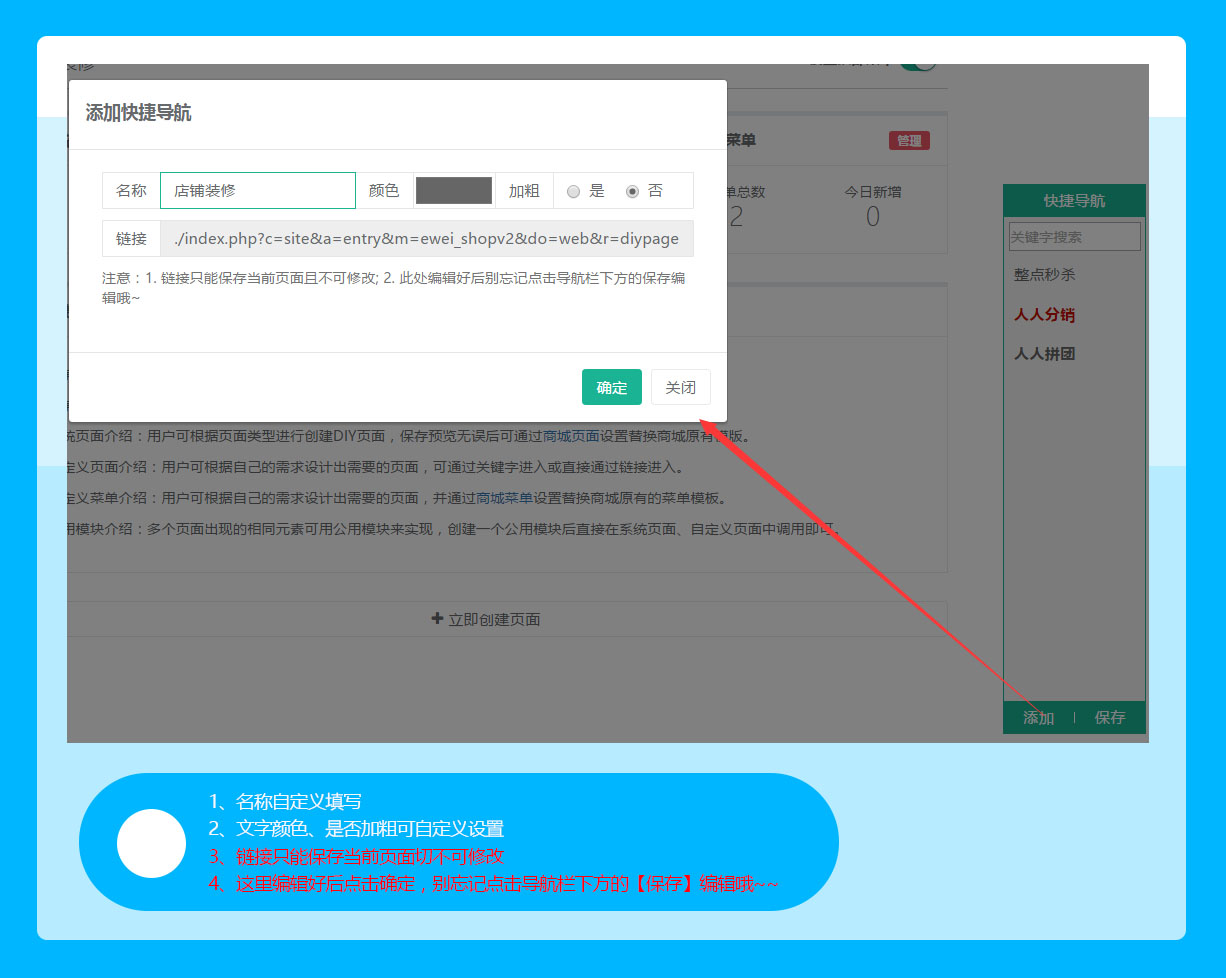 添加快捷导航
菜单
管理
名称
店铺装修
颜色
加粗
是
否
单总数
今日新增
2
0
快捷导航
关键字搜索
链接
./index.php?c=site&a=entry&m=ewei_shopv2&do=web&r=diypage
注意：1. 链接只能保存当前页面且不可修改; 2. 此处编辑好后别忘记点击导航栏下方的保存编
辑哦~
整点秒杀
人人分销
人人拼团
确定
关闭
统页面介绍：用户可根据页面类型进行创建DIY页面，保存预览无误后可通过商城页面设置替换商城原有模版。
定义页面介绍：用户可根据自己的需求设计出需要的页面，可通过关键字进入或直接通过链接进入。
定义菜单介绍：用户可根据自己的需求设计出需要的页面，并通过商城菜单设置替换商城原有的菜单模板。
用模块介绍：多个页面出现的相同元素可用公用模块来实现，创建一个公用模块后直接在系统页面、自定义页面中调用即可。
立即创建页面
添加
保存
1、名称自定义填写
2、文字颜色、是否加粗可自定义设置
3、链接只能保存当前页面切不可修改
4、这里编辑好后点击确定，别忘记点击导航栏下方的【保存】编辑哦~~